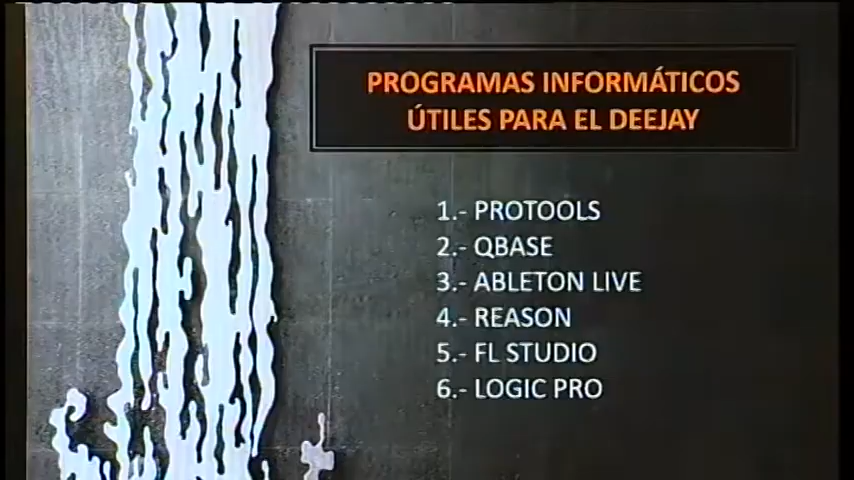 PROGRAMAS INFORMÁTICOS
ÚTILES PARA EL DEEJAY
1.- PROTOOLS
2.- QBASE
3.- ABLETON LIVE
4.- REASON
5.- FL STUDIO
6.- LOGIC PRO